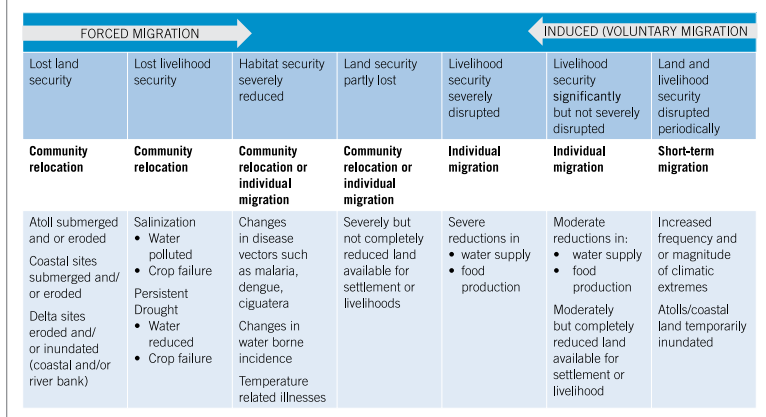 FORCED MIGRATION
INDUCED (VOLUNTARY MIGRATION
Lost land
security
Lost livelihood
security
Habitat security
severely
reduced
Land security
partly lost
Livelihood
security
severely
disrupted
Livelihood
security
significantly
but not severely
disrupted
Land and
livelihood
security
disrupted
periodically
Community
relocation
Community
relocation
Community
relocation or
individual
migration
Community
relocation or
individual
migration
Individual
migration
Individual
migration
Short-term
migration
Atoll submerged
and or eroded
Coastal sites
submerged and/
or eroded
Delta sites
eroded and/
or inundated
(coastal and/or
river bank)
Salinization
• Water
polluted
• Crop failure
Persistent
Drought
• Water
reduced
• Crop failure
Changes
in disease
vectors such
as malaria,
dengue,
ciguatera
Changes in
water borne
incidence
Temperature
related illnesses
Severely but
not completely
reduced land
available for
settlement or
livelihoods
Severe
reductions in
• water supply
• food
production
Moderate
reductions in:
• water supply
• food
production
Moderately
but completely
reduced land
available for
settlement or
livelihood
Increased
frequency and
or magnitude
of climatic
extremes
Atolls/coastal
land temporarily
inundated